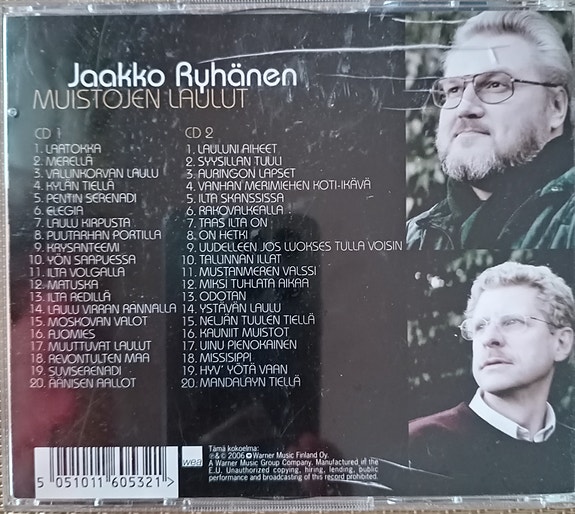 Jaakko Ryhänen
MUISTOJEN LAULUT
CD 1
1. LAATOKKA
2. MERELLÄ
3. VALLINKORVAN LAULU
4. KYLÄN TIELLÄ
5. PENTIN SERENADI
6. ELEGIA
7. LAULU KIRPUSTA
8. PUUTARHAN PORTILLA
9. KRYSANTEEMI
10. YÖN SAAPUESSA
11. ILTA VOLGALLA
12. MATUSKA
13. ILTA REDILLÄ
14. LAULU VIRRAN RANNALLA
15. MOSKOVAN VALOT
16. AJOMIES
17. MUUTTUVAT LAULUT
18. REVONTULTEN MAA
19. SUVISERENADI
20. ÄÄNISEN AALLOT
CD 2
1. LAULUNI AIHEET
2. SYYSILLAN TUULI
3. AURINGON LAPSET
4. VANHAN MERIMIEHEN KOTI-IKÄVÄ
5. ILTA SKANSSISSA
6. RAKOVALKEALLA
7. TAAS ILTA ON
8. ON HETKI
9. UUDELLEEN JOS LUOKSES TULLA VOISIN
10. TALLINNAN ILLAT
11. MUSTANMEREN VALSSI
12. MIKSI TUHLATA AIKAA
13. ODOTAN
14. YSTÄVÄN LAULU
15. NELJÄN TUULEN TIELLÄ
16. KAUNIIT MUISTOT
17. UINU PIENOKAINEN
18. MISSISIPPI
19. HYV' YÖTÄ VAAN
20. MANDALAYN TIELLÄ
5 051011 605321 >
wea
Tämä kokoelma:
℗ & © 2006 Warner Music Finland Oy.
A Warner Music Group Company. Manufactured in the
E.U. Unauthorized copying, hiring, lending, public
performance and broadcasting of this record prohibited.